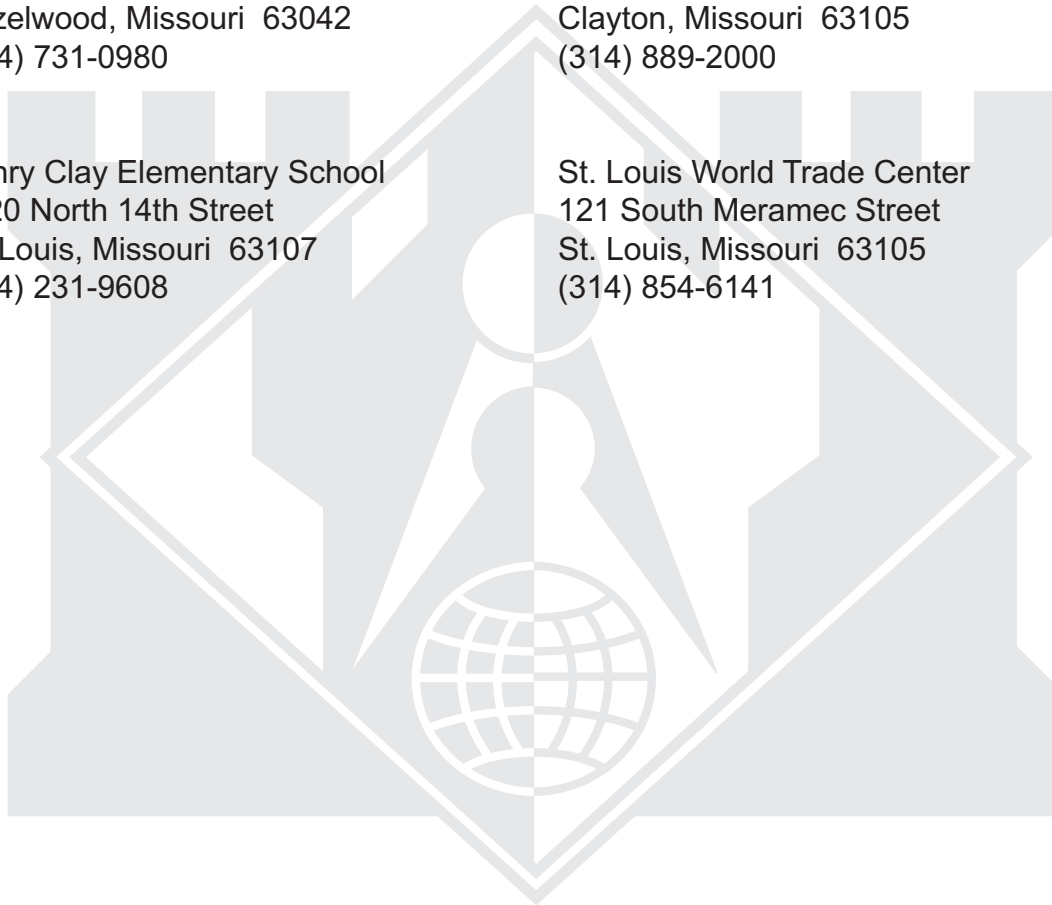 zelwood, Missouri 63042
4) 731-0980
nry Clay Elementary School
20 North 14th Street
Louis, Missouri 63107
4) 231-9608
Clayton, Missouri 63105
(314) 889-2000
St. Louis World Trade Center
121 South Meramec Street
St. Louis, Missouri 63105
(314) 854-6141